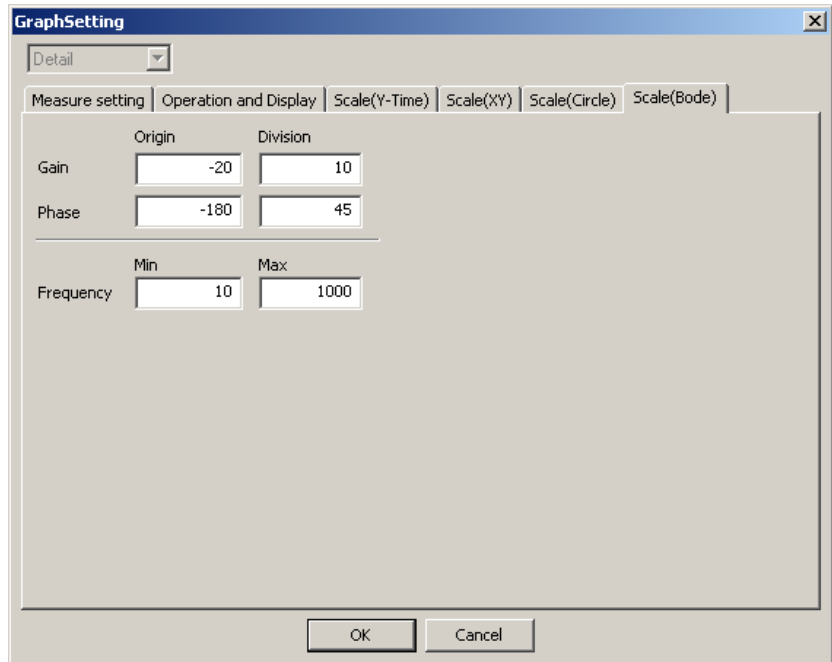 GraphSetting
Detail
Measure setting Operation and Display Scale(Y-Time) Scale(XY) Scale(Circle) Scale(Bode)
Origin Division
Gain -20 10
Phase -180 45
Min Max
Frequency 10 1000
OK Cancel